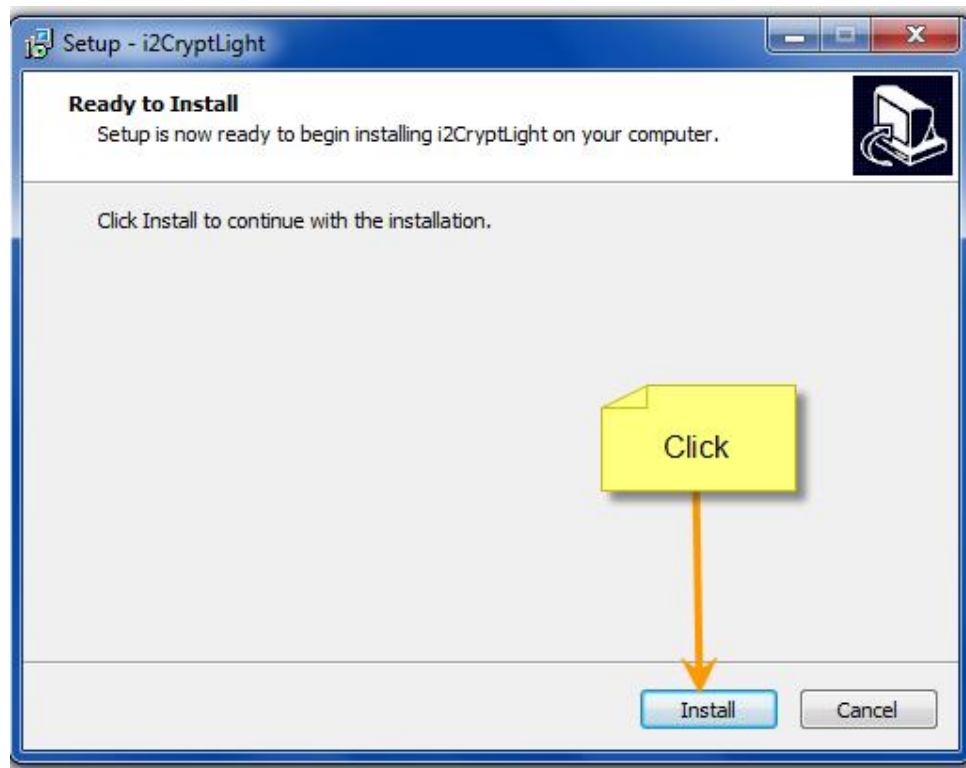 Setup - i2CryptLight
Ready to Install
Setup is now ready to begin installing i2CryptLight on your computer.
Click Install to continue with the installation.
Click
Install
Cancel